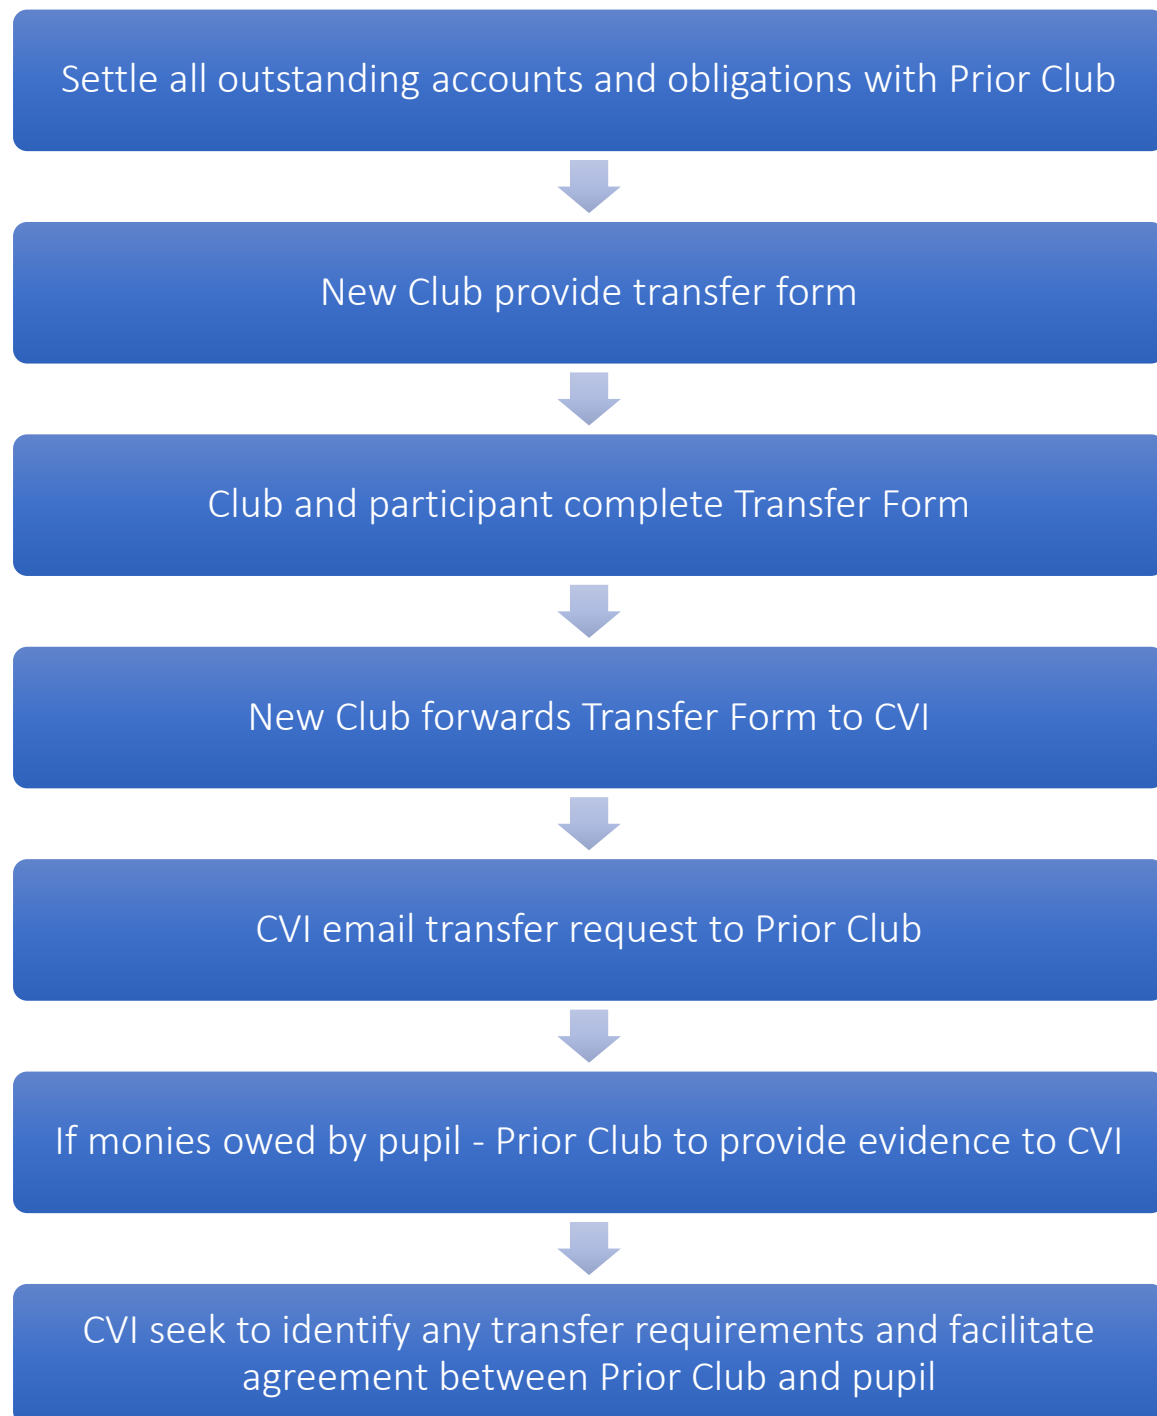 Settle all outstanding accounts and obligations with Prior Club
New Club provide transfer form
Club and participant complete Transfer Form
New Club forwards Transfer Form to CVI
CVI email transfer request to Prior Club
If monies owed by pupil - Prior Club to provide evidence to CVI
CVI seek to identify any transfer requirements and facilitate
agreement between Prior Club and pupil